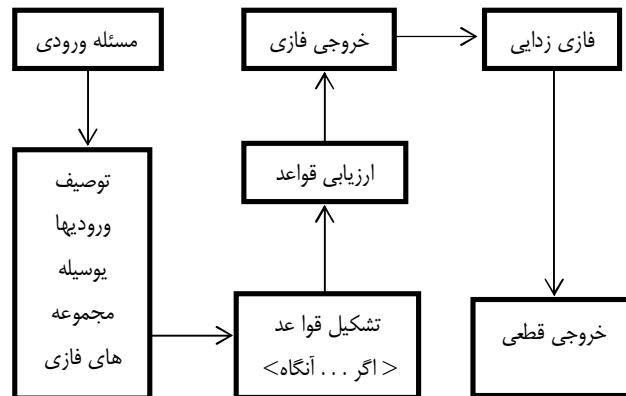 مسئله ورودی
توصیف
ورودیها
یوسیله
مجموعه
های فازی
تشکیل قوا عد
< اگر ... آنگاه>
ارزیابی قواعد
خروجی فازی
فازی زدایی
خروجی قطعی